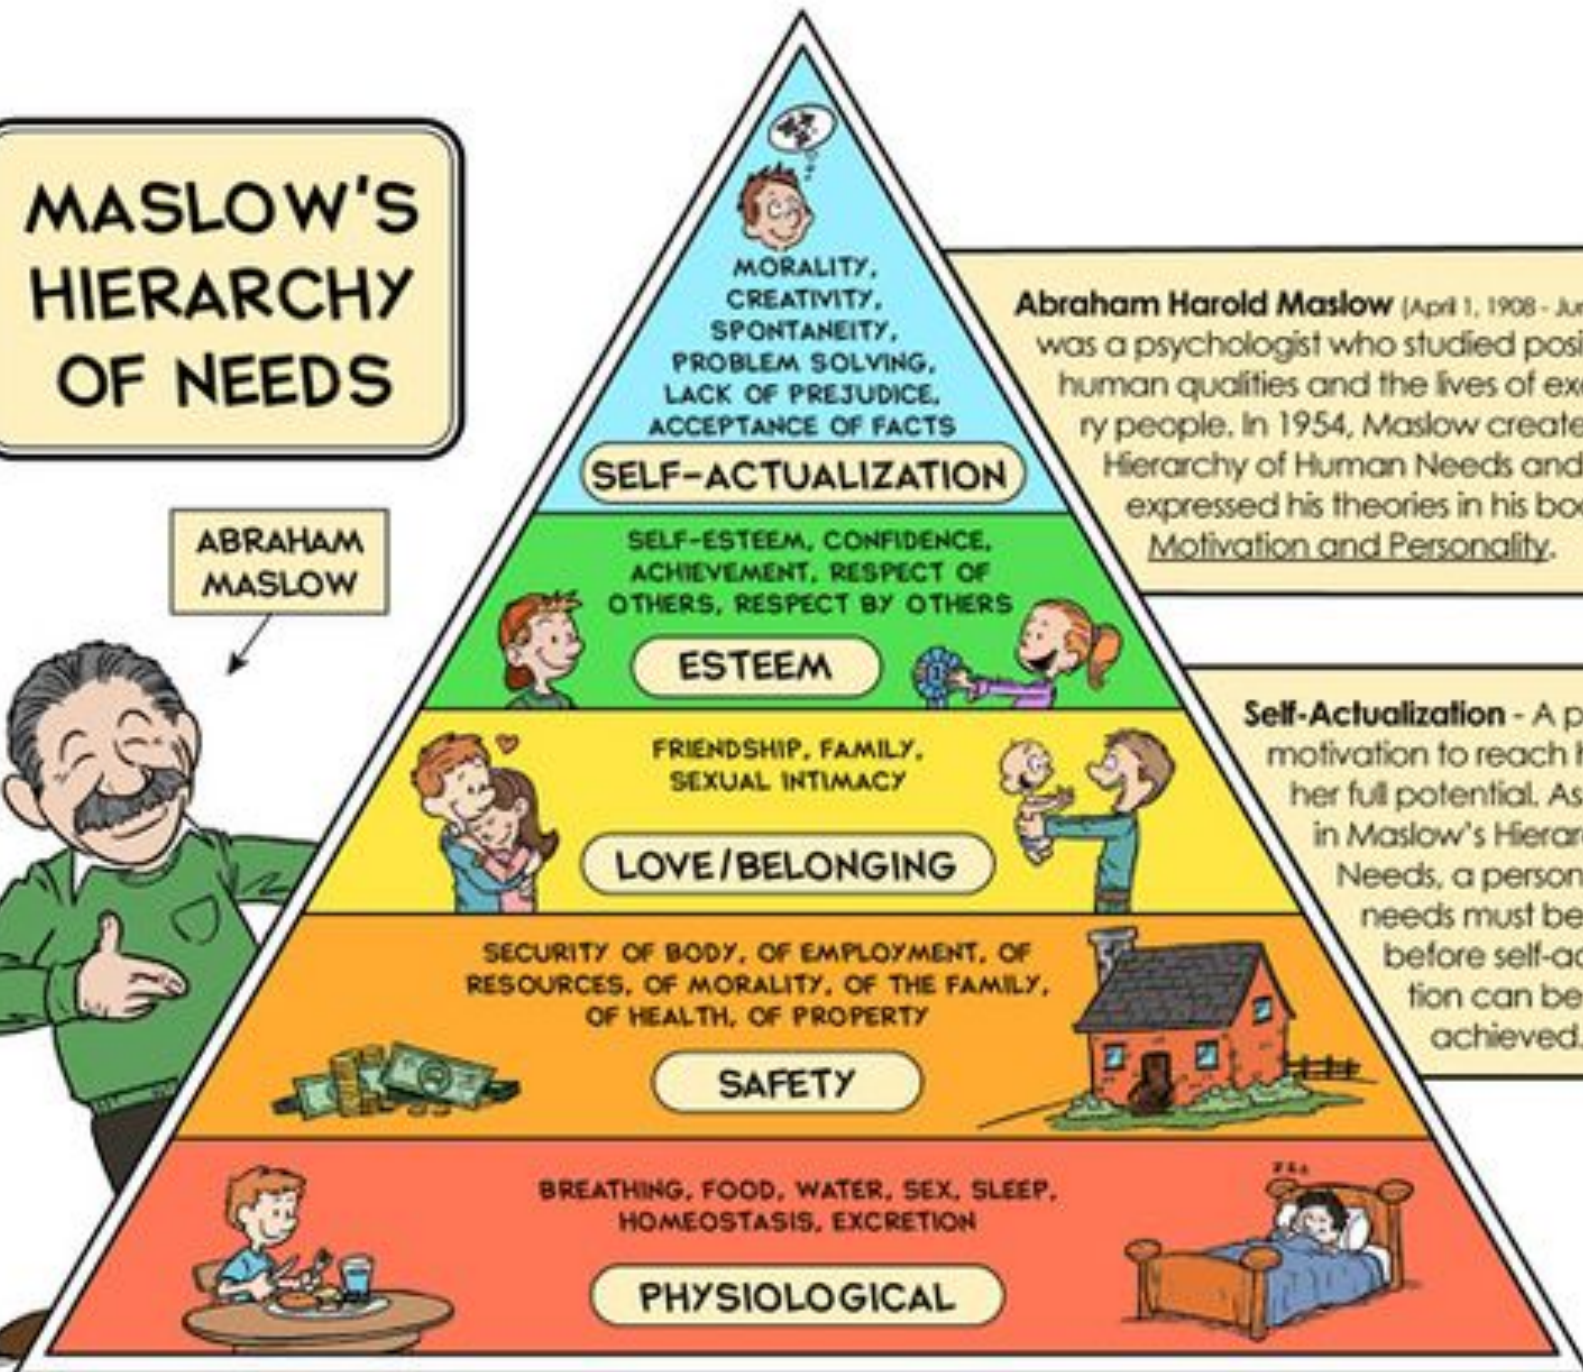 MASLOW'S
HIERARCHY
OF NEEDS
ABRAHAM
MASLOW
MORALITY,
CREATIVITY,
SPONTANEITY,
PROBLEM SOLVING,
LACK OF PREJUDICE,
ACCEPTANCE OF FACTS
SELF-ACTUALIZATION
SELF-ESTEEM, CONFIDENCE,
ACHIEVEMENT, RESPECT OF
OTHERS, RESPECT BY OTHERS
ESTEEM
FRIENDSHIP, FAMILY,
SEXUAL INTIMACY
LOVE/BELONGING
SECURITY OF BODY, OF EMPLOYMENT, OF
RESOURCES, OF MORALITY, OF THE FAMILY,
OF HEALTH, OF PROPERTY
SAFETY
BREATHING, FOOD, WATER, SEX, SLEEP,
HOMEOSTASIS, EXCRETION
PHYSIOLOGICAL
Abraham Harold Maslow (April 1, 1908 - Jun
was a psychologist who studied posi
human qualities and the lives of ex
ry people. In 1954, Maslow create
Hierarchy of Human Needs and
expressed his theories in his boo
Motivation and Personality.
Self-Actualization - A p
motivation to reach h
her full potential. As
in Maslow's Hierar
Needs, a person
needs must be
before self-ac
tion can be
achieved.